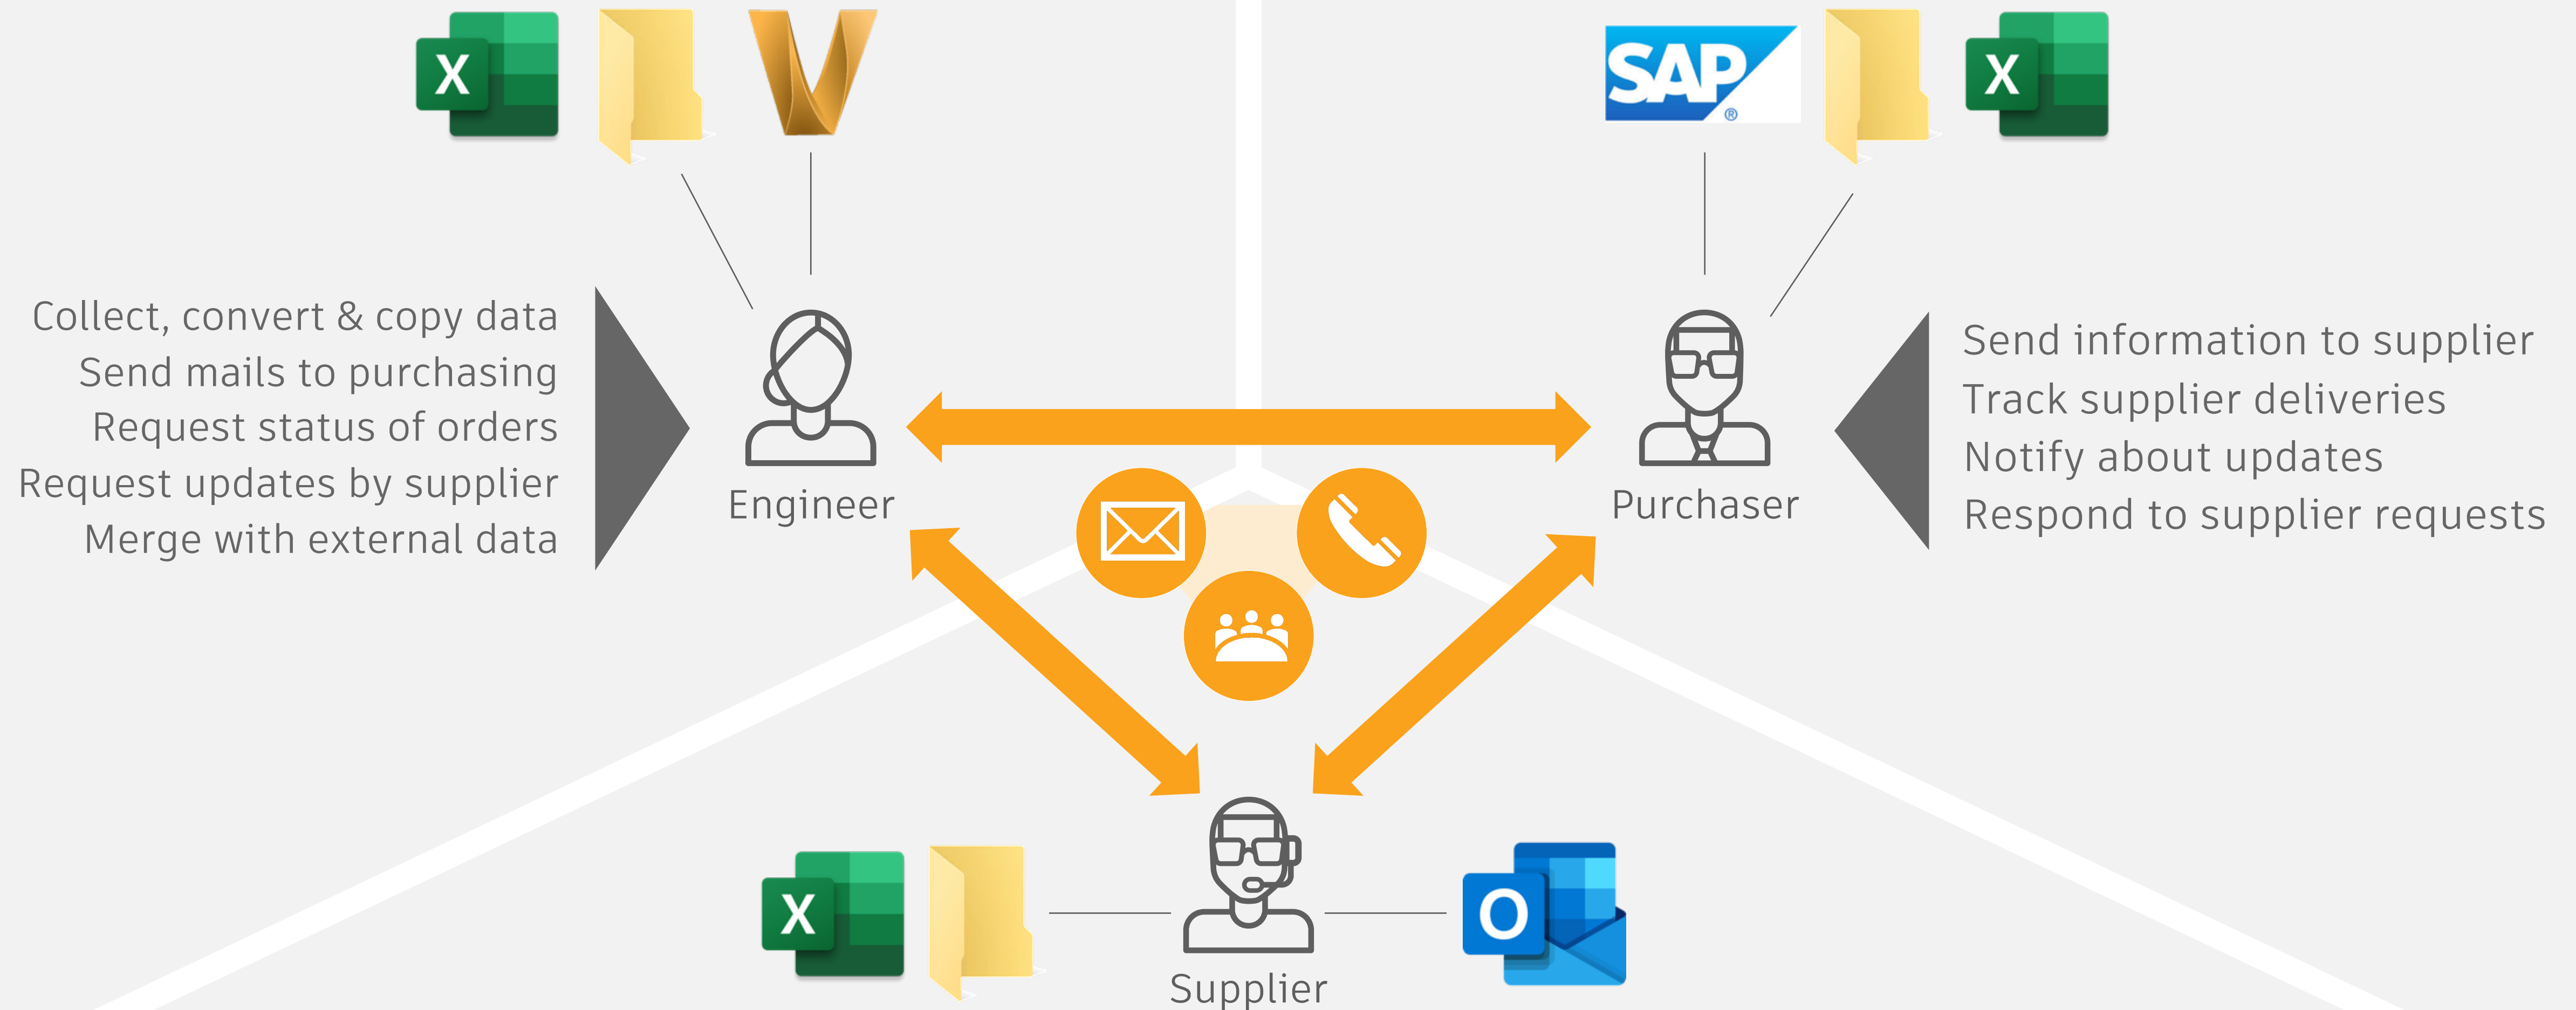 X
SAP
®
X
Collect, convert & copy data
Send mails to purchasing
Request status of orders
Request updates by supplier
Merge with external data
Engineer
Purchaser
Send information to supplier
Track supplier deliveries
Notify about updates
Respond to supplier requests
X
O
Supplier